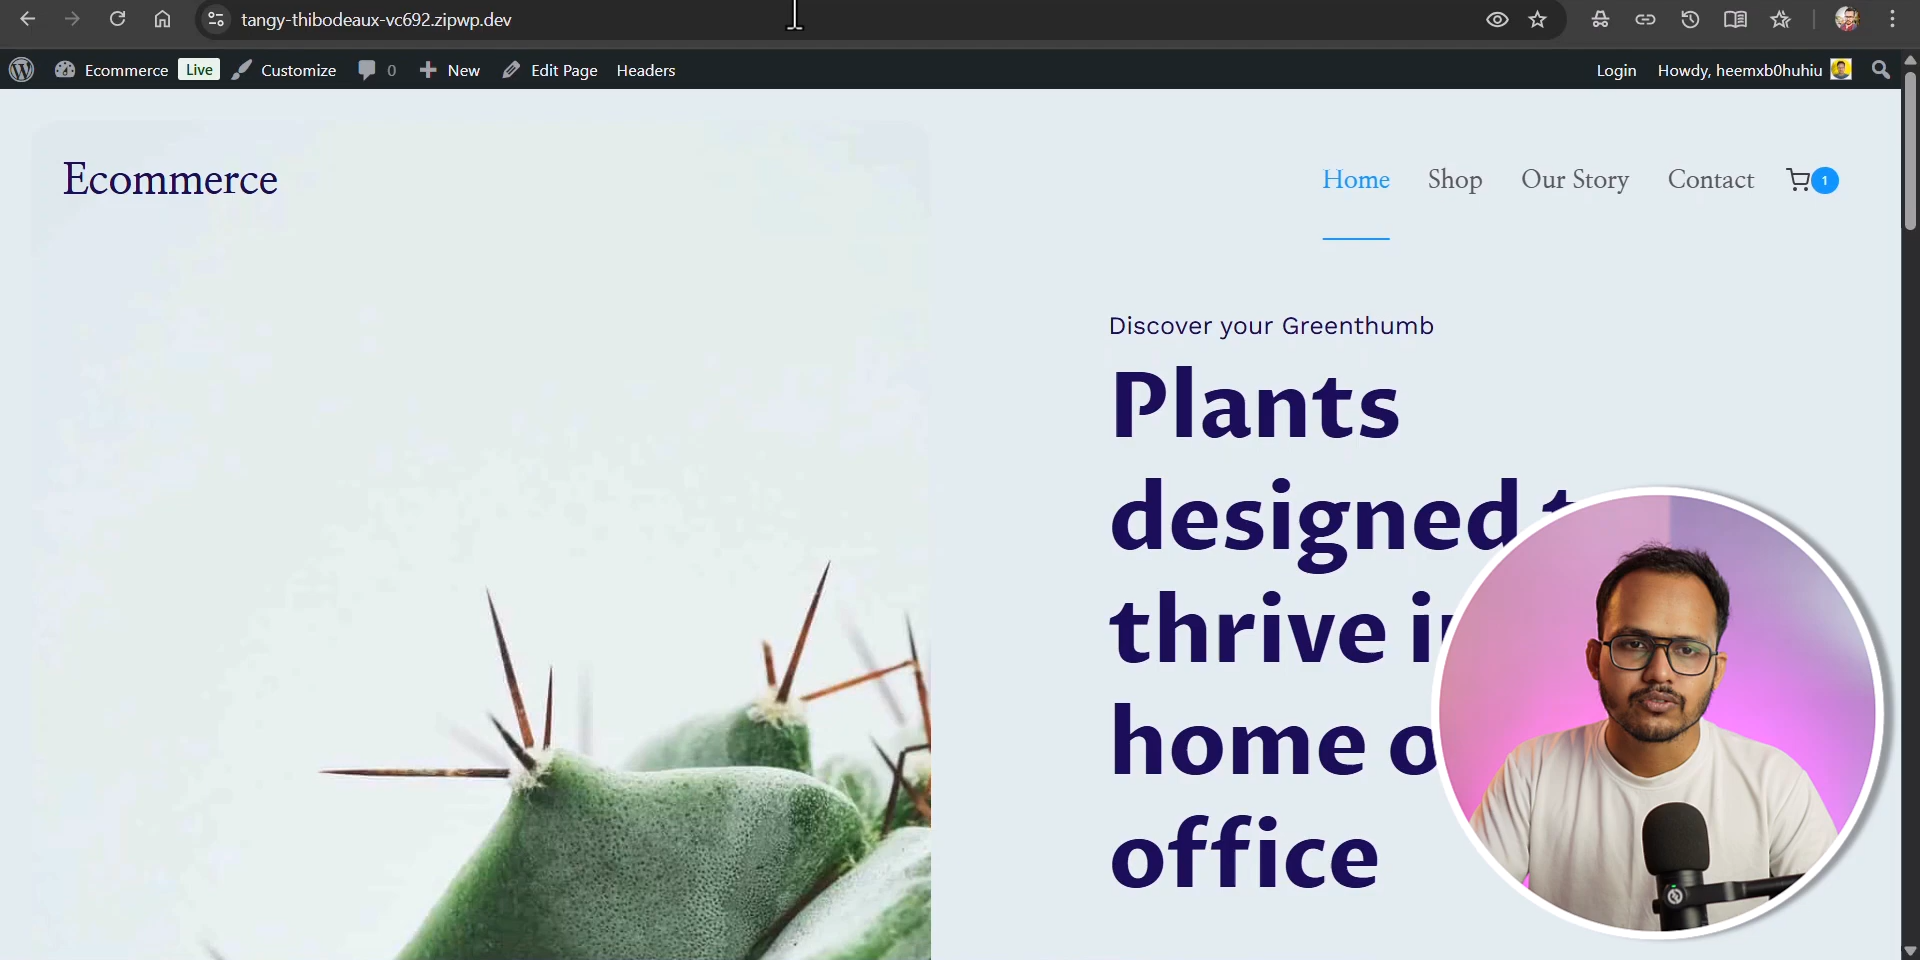 tangy-thibodeaux-vc692.zipwp.dev
Ecommerce Live Customize 0 New Edit Page Headers Login Howdy, heemxb0huhiu
Ecommerce
Home Shop Our Story Contact 1
Discover your Greenthumb
Plants
designed
thrive
home
office